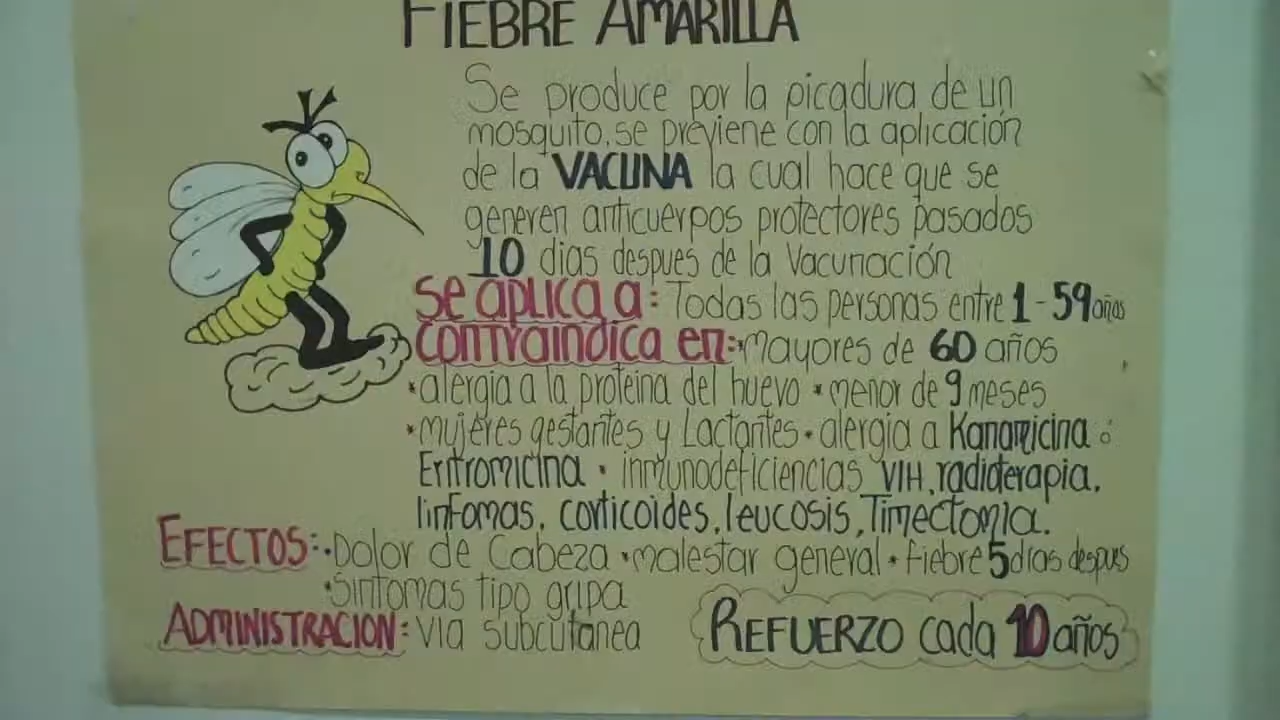 FIEBRE AMARILLA
Se produce por la picadura de un
mosquito, se previene con la aplicación
de la VACUNA la cual hace que se
generen anticuerpos protectores pasados
10 dias despues de la Vacunación
Se aplica a: Todas las personas entre 1-59 años
Contraindica en: *mayores de 60 años
*alergia a la proteina del huevo *menor de 9 meses
*mujeres gestantes y Lactantes • alergia a Kanamicina ó
Eritromicina • inmunodeficiencias VIH, radioterapia,
linfomas, corticoides, leucosis, Timectomia.
EFECTOS: •Dolor de Cabeza •malestar general • fiebre 5 dias despues
•Sintomas tipo gripa
ADMINISTRACION: via subcutanea
REFUERZO cada 10 años